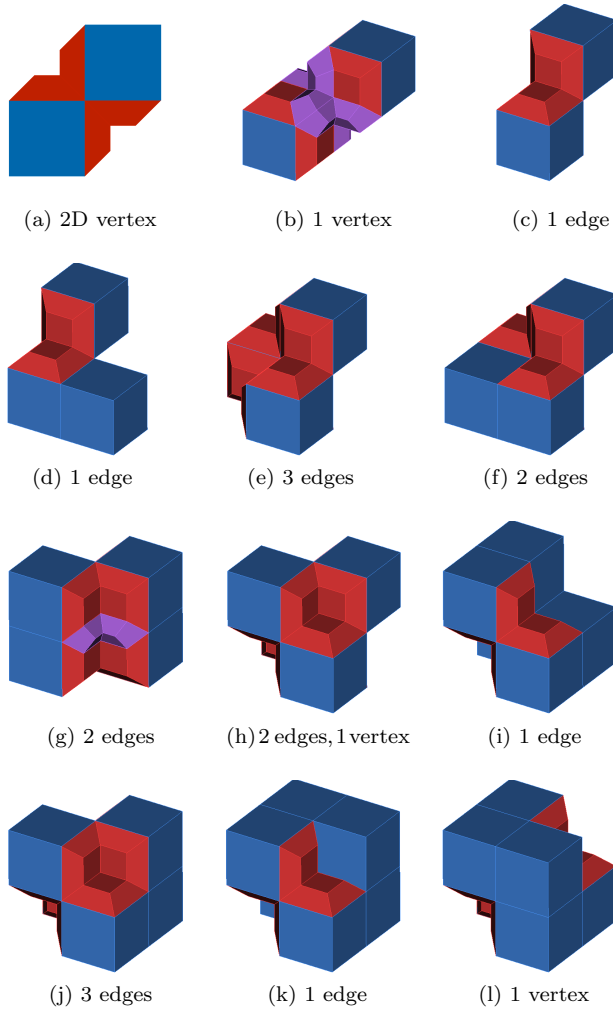 (a) 2D vertex
(b) 1 vertex
(c) 1 edge
(d) 1 edge
(e) 3 edges
(f) 2 edges
(g) 2 edges
(h) 2 edges, 1 vertex
(i) 1 edge
(j) 3 edges
(k) 1 edge
(l) 1 vertex